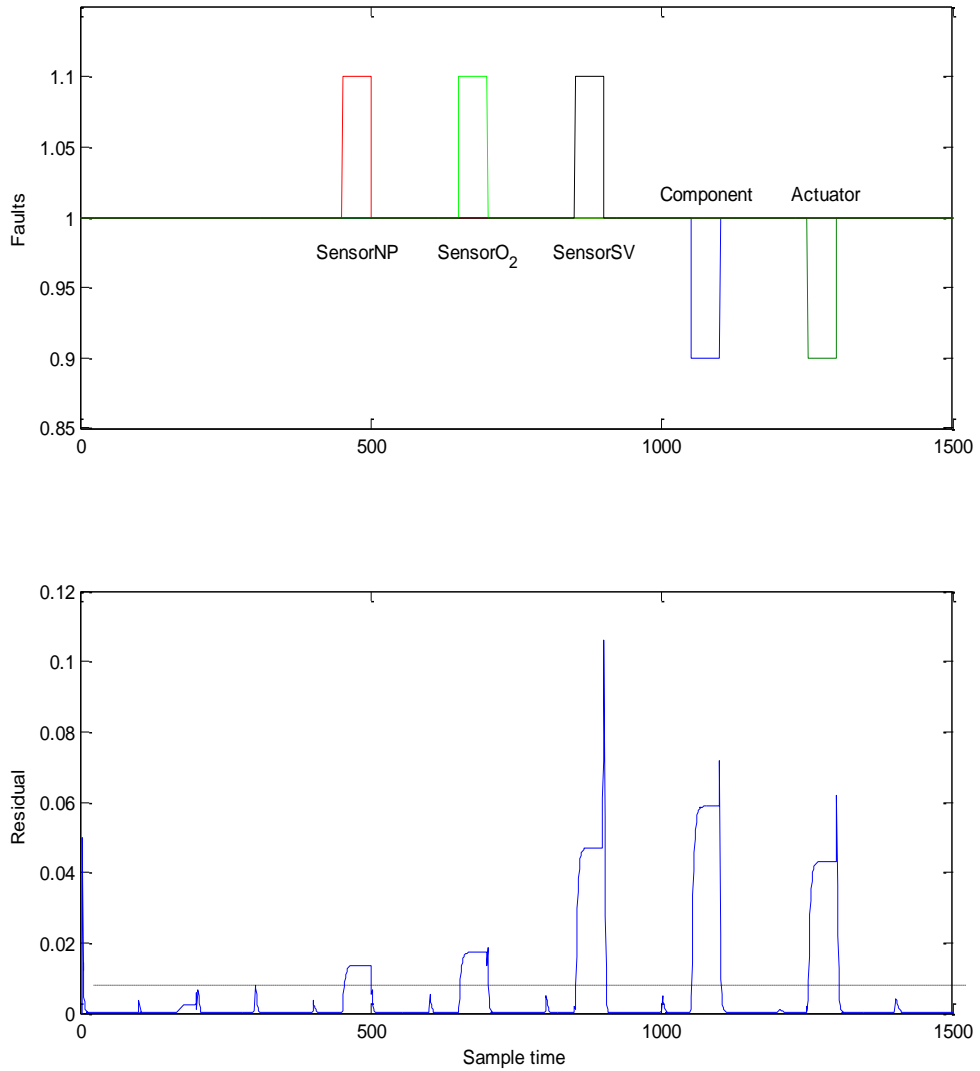 1.1
1.05
Component Actuator
1
SensorNP SensorO2 SensorSV
0.95
0.9
0.85
0 500 1000 1500
Faults
0.12
0.1
0.08
0.06
0.04
0.02
0
0 500 1000 1500
Residual
Sample time